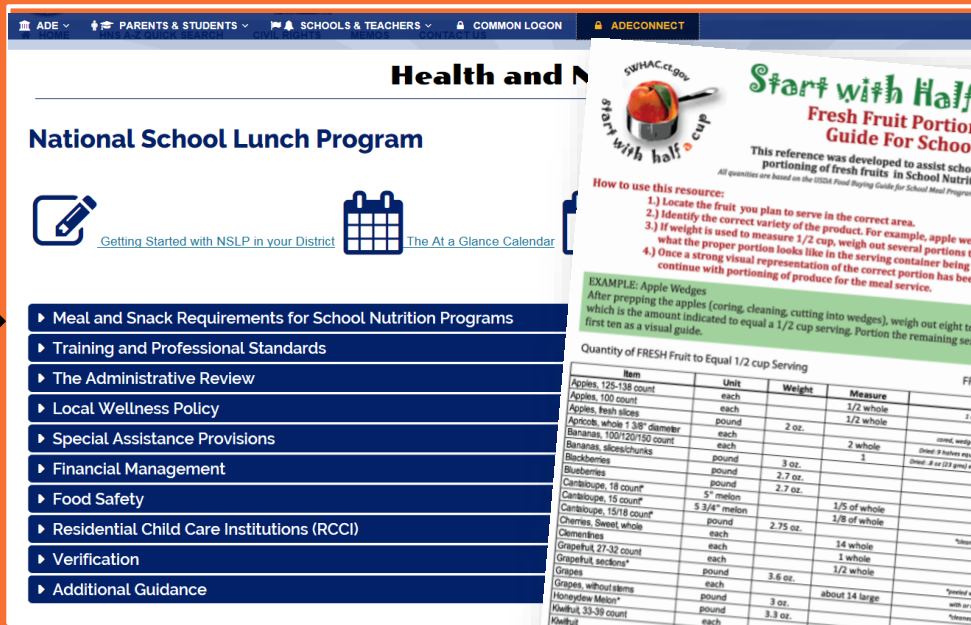 ADE PARENTS & STUDENTS SCHOOLS & TEACHERS COMMON LOGON ADECONNECT
HOME HNS A-Z QUICK SEARCH CIVIL RIGHTS MEMOS CONTACT US
Health and N
National School Lunch Program
Getting Started with NSLP in your District
The At a Glance Calendar
Meal and Snack Requirements for School Nutrition Programs
Training and Professional Standards
The Administrative Review
Local Wellness Policy
Special Assistance Provisions
Financial Management
Food Safety
Residential Child Care Institutions (RCCI)
Verification
Additional Guidance
SWHAC.ct.gov
start with half a cup
Start with Half
Fresh Fruit Portion
Guide For Schoo
This reference was developed to assist scho
portioning of fresh fruits in School Nutrit
All quantities are based on the USDA Food Buying Guide for School Meal Program
How to use this resource:
1.) Locate the fruit you plan to serve in the correct area.
2.) Identify the correct variety of the product. For example, apple we
3.) If weight is used to measure 1/2 cup, weigh out several portions t
what the proper portion looks like in the serving container being
4.) Once a strong visual representation of the correct portion has bee
continue with portioning of produce for the meal service.
EXAMPLE: Apple Wedges
After prepping the apples (coring, cleaning, cutting into wedges), weigh out eight to
which is the amount indicated to equal a 1/2 cup serving. Portion the remaining se
first ten as a visual guide.
Quantity of FRESH Fruit to Equal 1/2 cup Serving
Item Unit Weight Measure
Apples, 125-138 count each 1/2 whole
Apples, 100 count each 1/2 whole
Apples, fresh slices pound 2 oz.
Apricots, whole 1 3/8" diameter each 2 whole
Bananas, 100/120/150 count each 1
Bananas, slices/chunks pound 3 oz.
Blackberries pound 2.7 oz.
Blueberries pound 2.7 oz.
Cantaloupe, 18 count* 5" melon 1/5 of whole
Cantaloupe, 15 count* 5 3/4" melon 1/8 of whole
Cantaloupe, 15/18 count* pound 2.75 oz.
Cherries, Sweet, whole each 14 whole
Clementines each 1 whole
Grapefruit, 27-32 count each 1/2 whole
Grapefruit, sections* pound 3.6 oz.
Grapes each about 14 large
Grapes, without stems pound 3 oz.
Honeydew Melon* pound 3.3 oz.
Kiwifruit, 33-39 count each
Kiwifruit